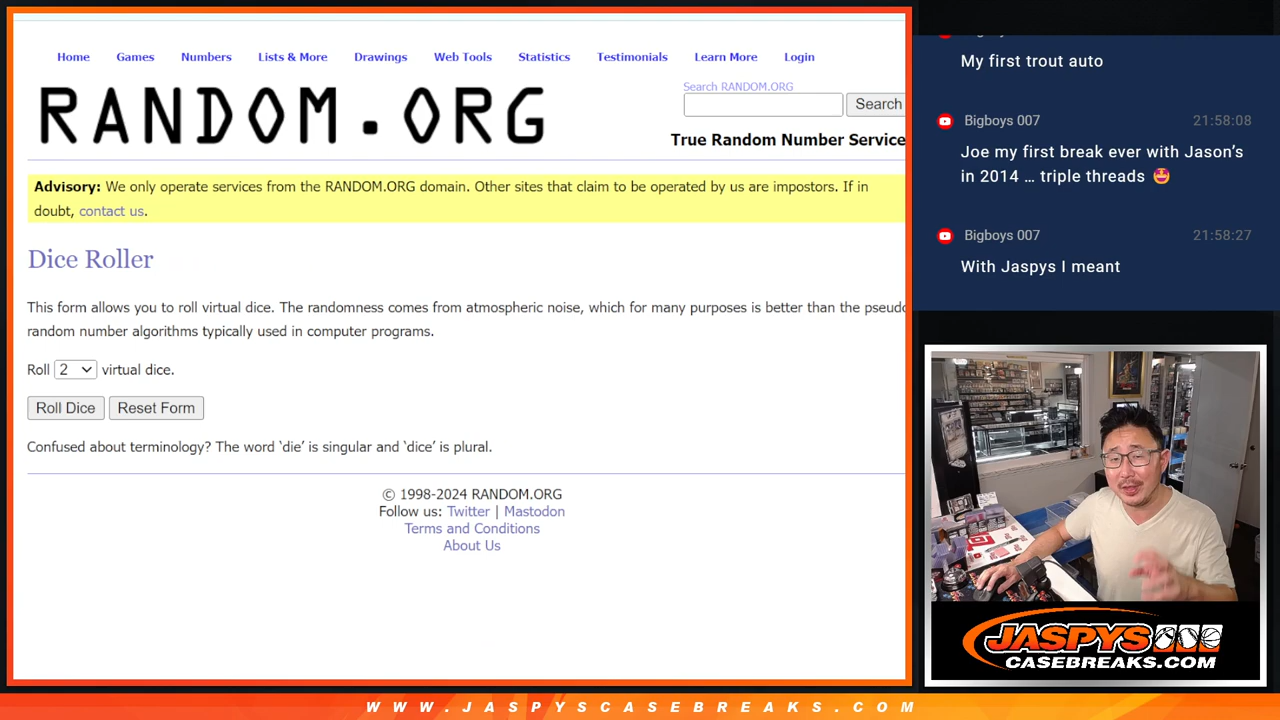 Home Games Numbers Lists & More Drawings Web Tools Statistics Testimonials Learn More Login
RANDOM.ORG
Search RANDOM.ORG
Search
True Random Number Service
Advisory: We only operate services from the RANDOM.ORG domain. Other sites that claim to be operated by us are impostors. If in
doubt, contact us.
Dice Roller
This form allows you to roll virtual dice. The randomness comes from atmospheric noise, which for many purposes is better than the pseudo
random number algorithms typically used in computer programs.
Roll 2 virtual dice.
Roll Dice Reset Form
Confused about terminology? The word ‘die’ is singular and ‘dice’ is plural.
© 1998-2024 RANDOM.ORG
Follow us: Twitter | Mastodon
Terms and Conditions
About Us
My first trout auto
Bigboys 007 21:58:08
Joe my first break ever with Jason’s
in 2014 … triple threads 🤩
Bigboys 007 21:58:27
With Jaspys I meant
JASPYS
CASEBREAKS.COM
WWW.JASPYSCASEBREAKS.COM